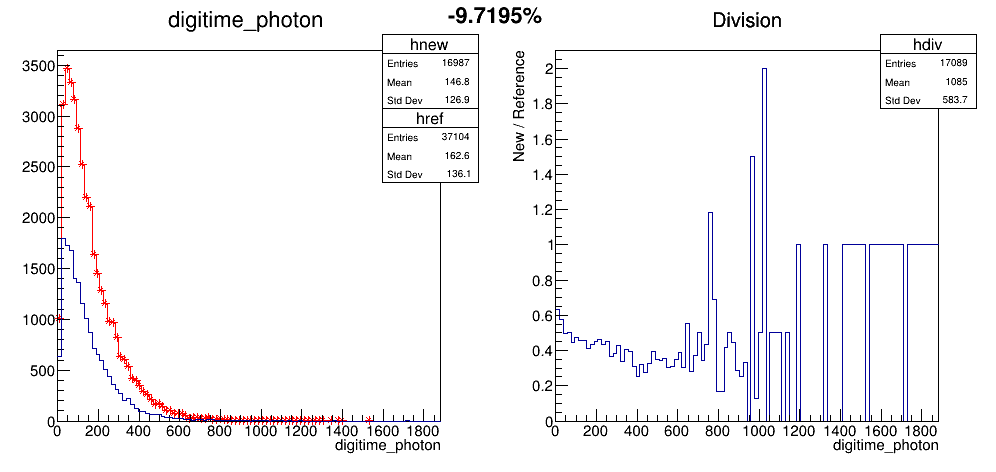 -9.7195%
digitime_photon
hnew
Entries 16987
Mean 146.8
Std Dev 126.9
href
Entries 37104
Mean 162.6
Std Dev 136.1
3500
3000
2500
2000
1500
1000
500
0
0 200 400 600 800 1000 1200 1400 1600 1800
digitime_photon
Division
hdiv
Entries 17089
Mean 1085
Std Dev 583.7
New / Reference
2
1.8
1.6
1.4
1.2
1
0.8
0.6
0.4
0.2
0
0 200 400 600 800 1000 1200 1400 1600 1800
digitime_photon